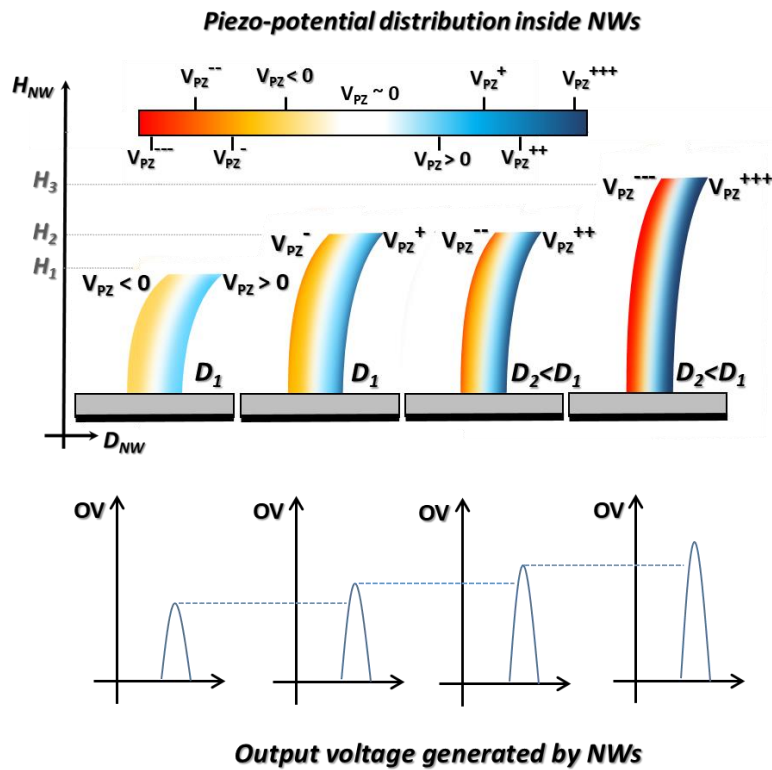 Piezo-potential distribution inside NWs
H_NW
V_PZ^-- V_PZ < 0 V_PZ ~ 0 V_PZ^+ V_PZ^+++
V_PZ^--- V_PZ^- V_PZ > 0 V_PZ^++
H_3
V_PZ^--- V_PZ^+++
H_2
V_PZ^- V_PZ^+ V_PZ^-- V_PZ^++
H_1
V_PZ < 0 V_PZ > 0
D_1 D_1 D_2<D_1 D_2<D_1
D_NW
OV OV OV OV
Output voltage generated by NWs